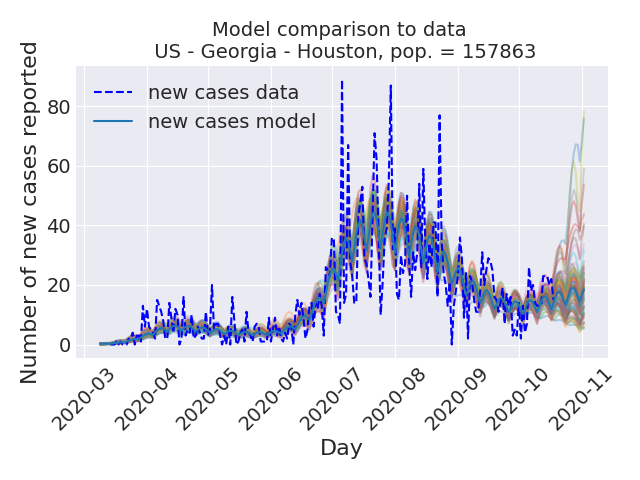 Model comparison to data
US - Georgia - Houston, pop. = 157863
Number of new cases reported
80
60
40
20
0
new cases data
new cases model
2020-03
2020-04
2020-05
2020-06
2020-07
2020-08
2020-09
2020-10
2020-11
Day